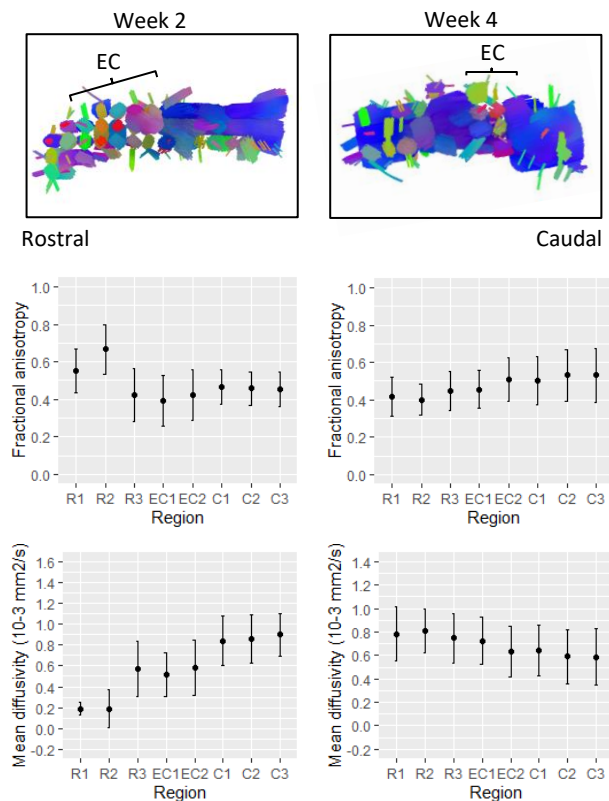 Week 2
Week 4
EC
EC
Rostral
Caudal
Fractional anisotropy
1.0
0.8
0.6
0.4
0.2
0.0
R1 R2 R3 EC1 EC2 C1 C2 C3
Region
Fractional anisotropy
1.0
0.8
0.6
0.4
0.2
0.0
R1 R2 R3 EC1 EC2 C1 C2 C3
Region
Mean diffusivity (10-3 mm2/s)
1.6
1.4
1.2
1.0
0.8
0.6
0.4
0.2
0.0
-0.2
R1 R2 R3 EC1 EC2 C1 C2 C3
Region
Mean diffusivity (10-3 mm2/s)
1.4
1.2
1.0
0.8
0.6
0.4
0.2
0.0
-0.2
R1 R2 R3 EC1 EC2 C1 C2 C3
Region